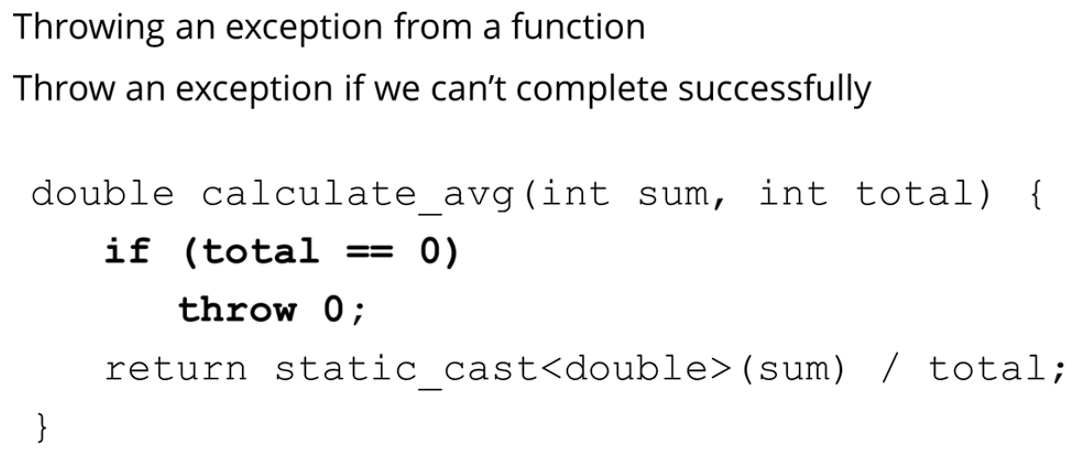 Throwing an exception from a function
Throw an exception if we can’t complete successfully
double calculate_avg(int sum, int total) {
    if (total == 0)
        throw 0;
    return static_cast<double>(sum) / total;
}